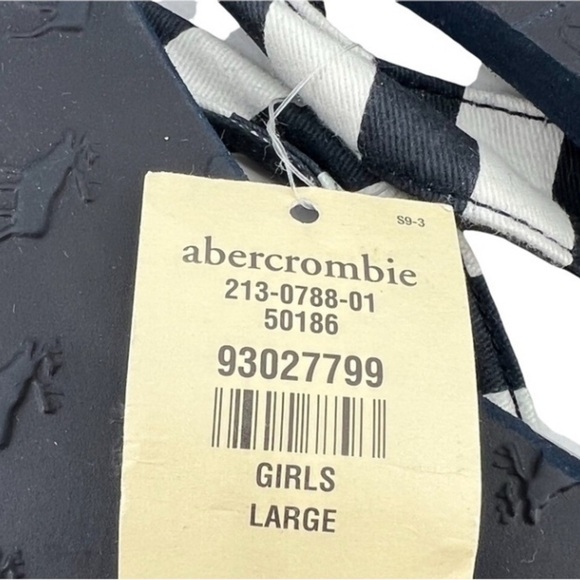 S9-3
abercrombie
213-0788-01
50186
93027799
GIRLS
LARGE